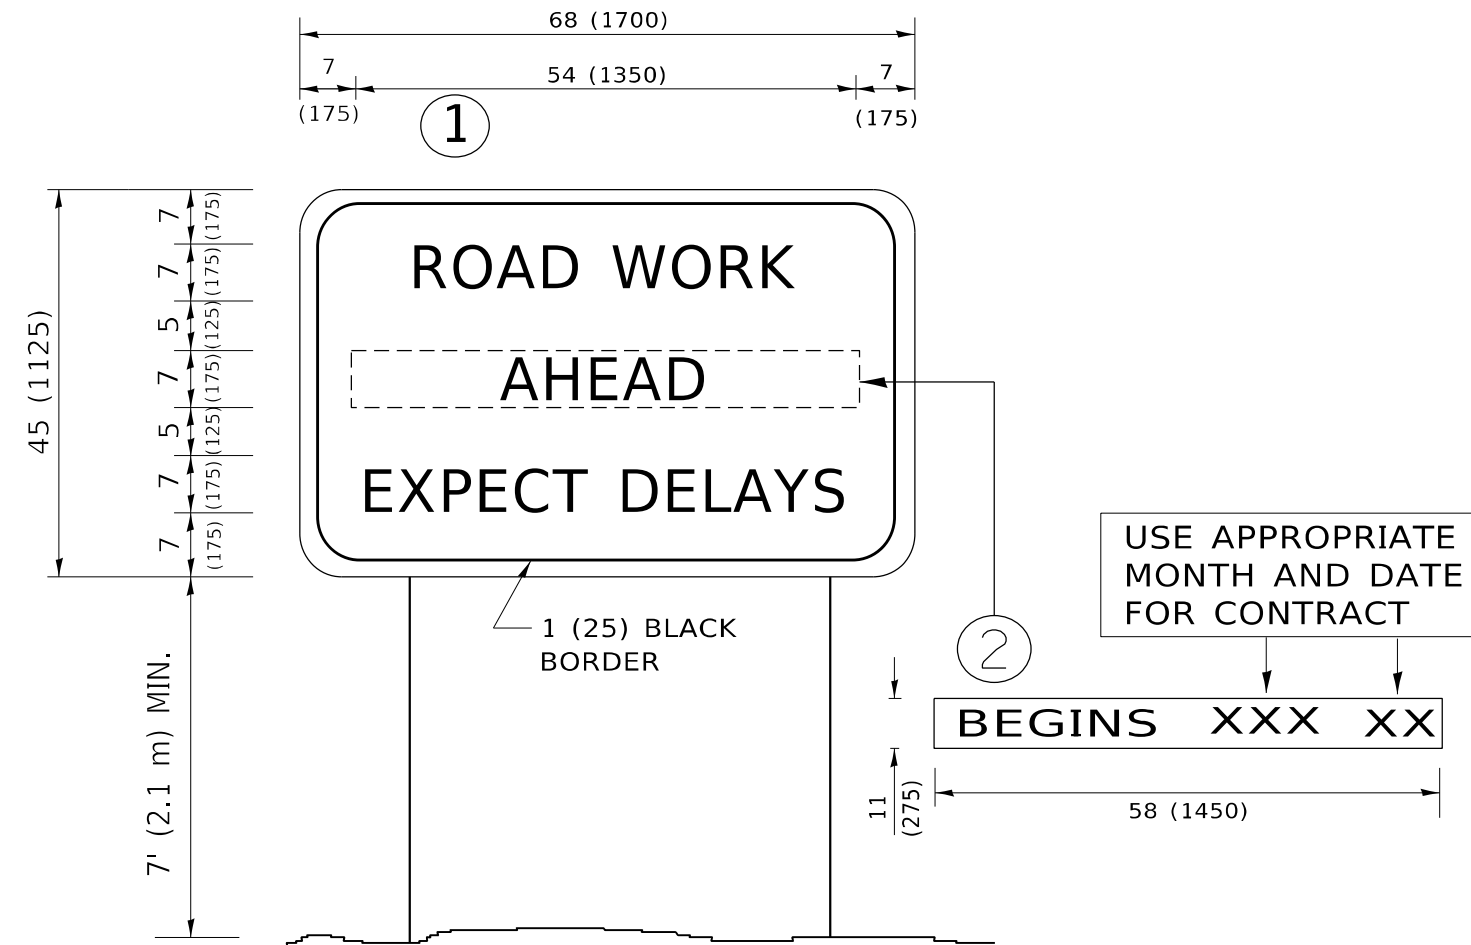 68 (1700)
7
54 (1350)
7
(175)
(175)
1
7
(175)
7
(175)
5
(125)
7
(175)
5
(125)
7
(175)
7
(175)
45 (1125)
ROAD WORK
AHEAD
EXPECT DELAYS
1 (25) BLACK
BORDER
7' (2.1 m) MIN.
2
USE APPROPRIATE
MONTH AND DATE
FOR CONTRACT
BEGINS XXX XX
11
(275)
58 (1450)